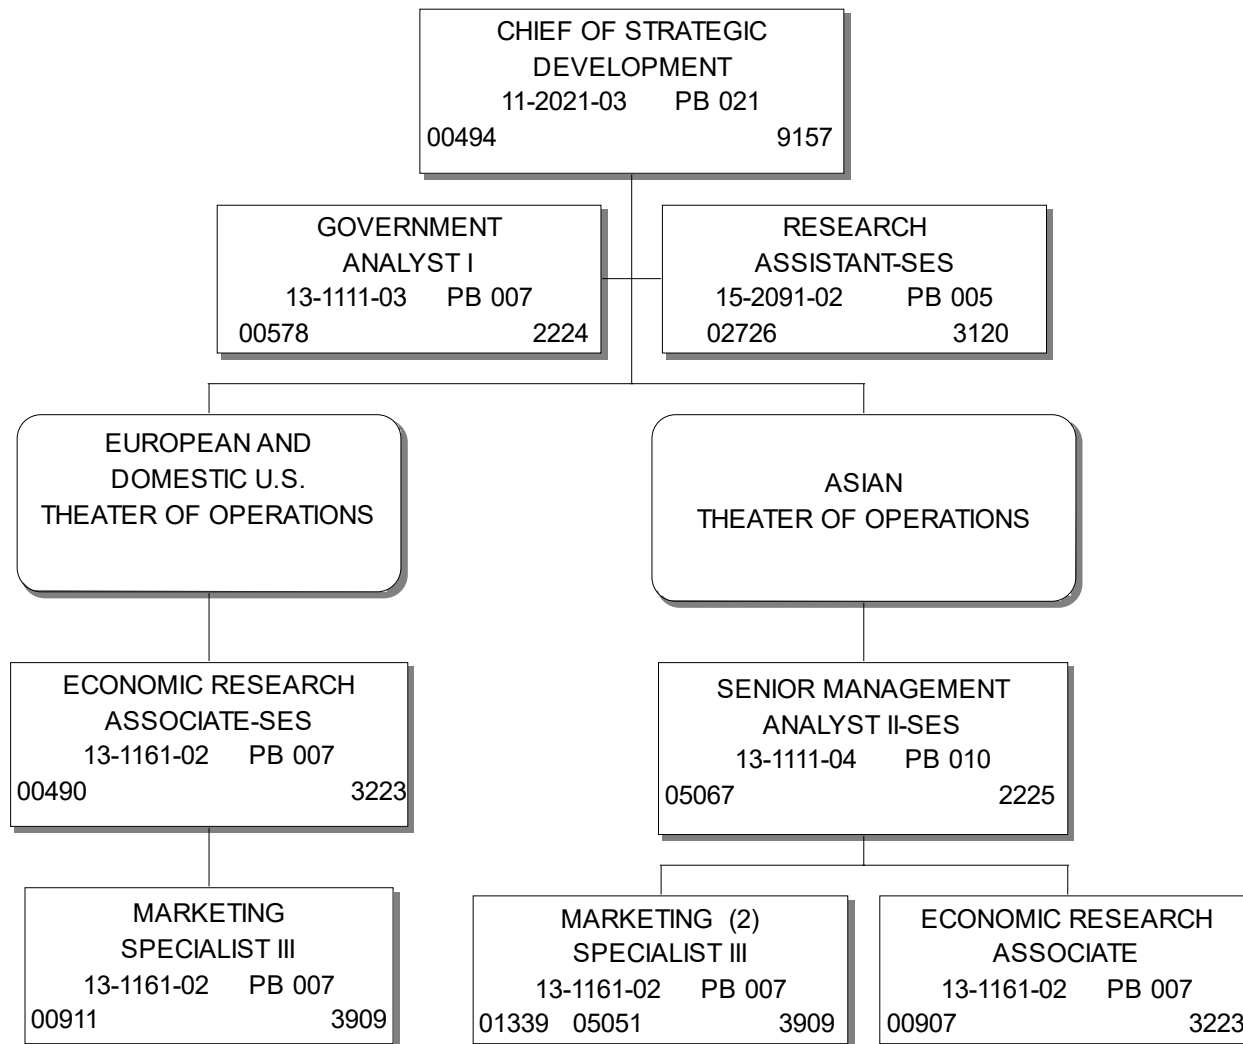 CHIEF OF STRATEGIC
DEVELOPMENT
11-2021-03 PB 021
00494 9157
GOVERNMENT
ANALYST I
13-1111-03 PB 007
00578 2224
RESEARCH
ASSISTANT-SES
15-2091-02 PB 005
02726 3120
EUROPEAN AND
DOMESTIC U.S.
THEATER OF OPERATIONS
ASIAN
THEATER OF OPERATIONS
ECONOMIC RESEARCH
ASSOCIATE-SES
13-1161-02 PB 007
00490 3223
SENIOR MANAGEMENT
ANALYST II-SES
13-1111-04 PB 010
05067 2225
MARKETING
SPECIALIST III
13-1161-02 PB 007
00911 3909
MARKETING (2)
SPECIALIST III
13-1161-02 PB 007
01339 05051 3909
ECONOMIC RESEARCH
ASSOCIATE
13-1161-02 PB 007
00907 3223